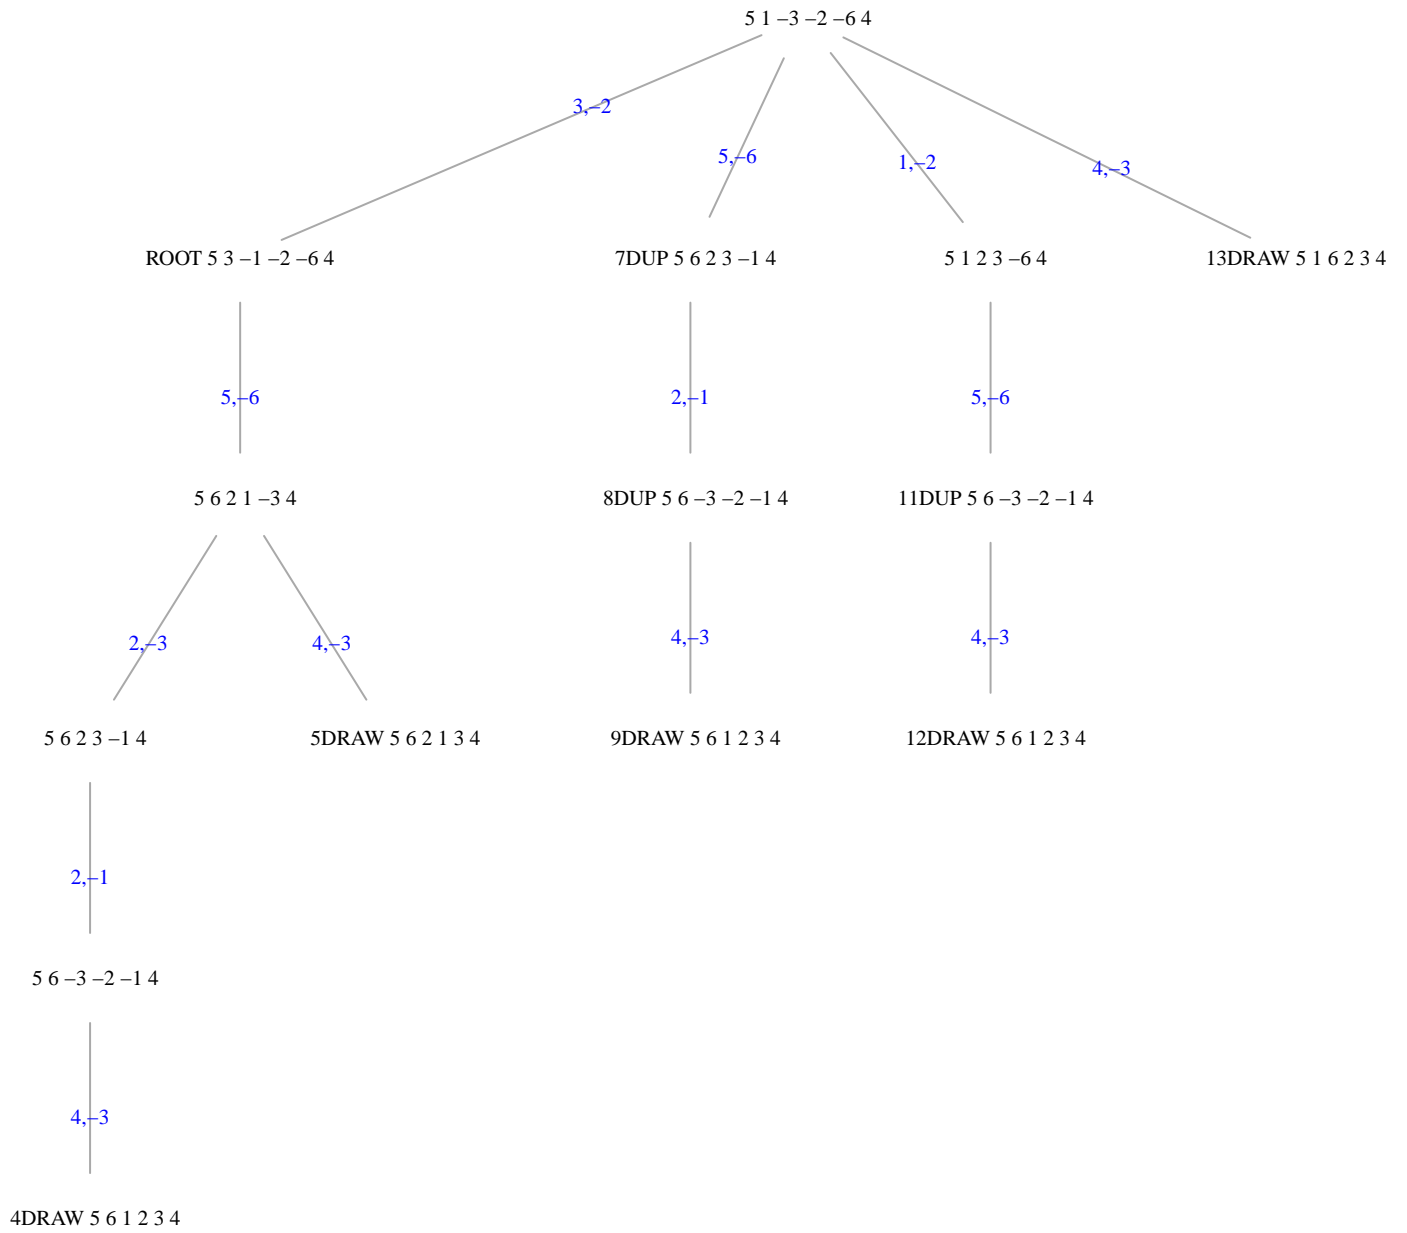 5 1 –3 –2 –6 4
3,–2
5,–6
1,–2
4,–3
ROOT 5 3 –1 –2 –6 4
7DUP 5 6 2 3 –1 4
5 1 2 3 –6 4
13DRAW 5 1 6 2 3 4
5,–6
2,–1
5,–6
5 6 2 1 –3 4
8DUP 5 6 –3 –2 –1 4
11DUP 5 6 –3 –2 –1 4
2,–3
4,–3
4,–3
4,–3
5 6 2 3 –1 4
5DRAW 5 6 2 1 3 4
9DRAW 5 6 1 2 3 4
12DRAW 5 6 1 2 3 4
2,–1
5 6 –3 –2 –1 4
4,–3
4DRAW 5 6 1 2 3 4